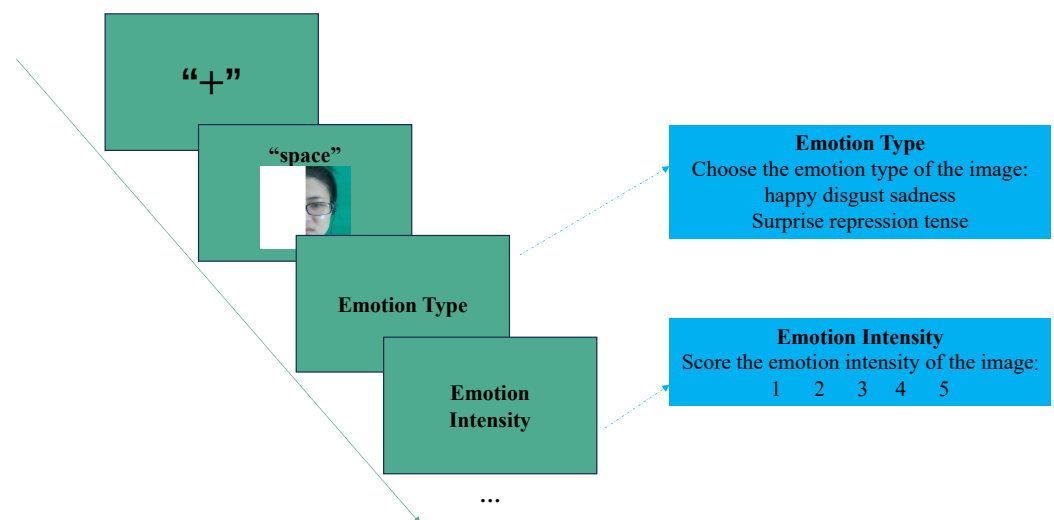 “+”
“space”
Emotion Type
Emotion
Intensity
...
Emotion Type
Choose the emotion type of the image:
happy disgust sadness
Surprise repression tense
Emotion Intensity
Score the emotion intensity of the image:
1 2 3 4 5